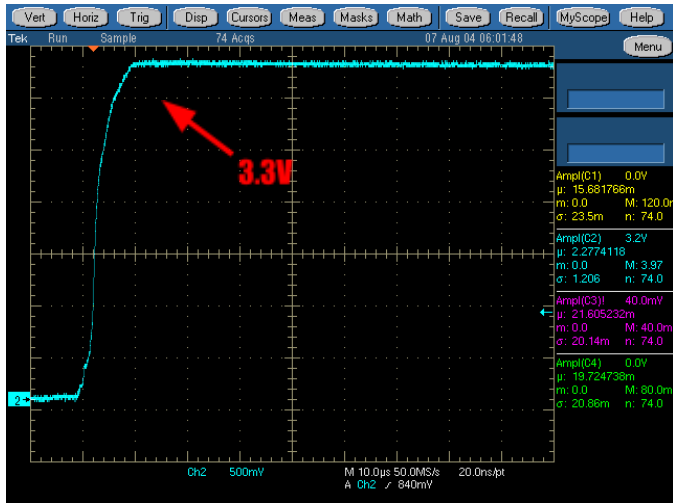 Vert Horiz Trig Disp Cursors Meas Masks Math Save Recall MyScope Help
Tek Run Sample 74 Acqs 07 Aug 04 06:01:48
Menu
3.3V
Ampl(C1) 0.0V
µ: 15.681766m
m: 0.0 M: 120.0m
σ: 23.5m n: 74.0
Ampl(C2) 3.2V
µ: 2.2774118
m: 0.0 M: 3.97
σ: 1.206 n: 74.0
Ampl(C3)! 40.0mV
µ: 21.605232m
m: 0.0 M: 40.0m
σ: 20.14m n: 74.0
Ampl(C4) 0.0V
µ: 19.724738m
m: 0.0 M: 80.0m
σ: 20.86m n: 74.0
2
Ch2 500mV M 10.0µs 50.0MS/s 20.0ns/pt
A Ch2 840mV